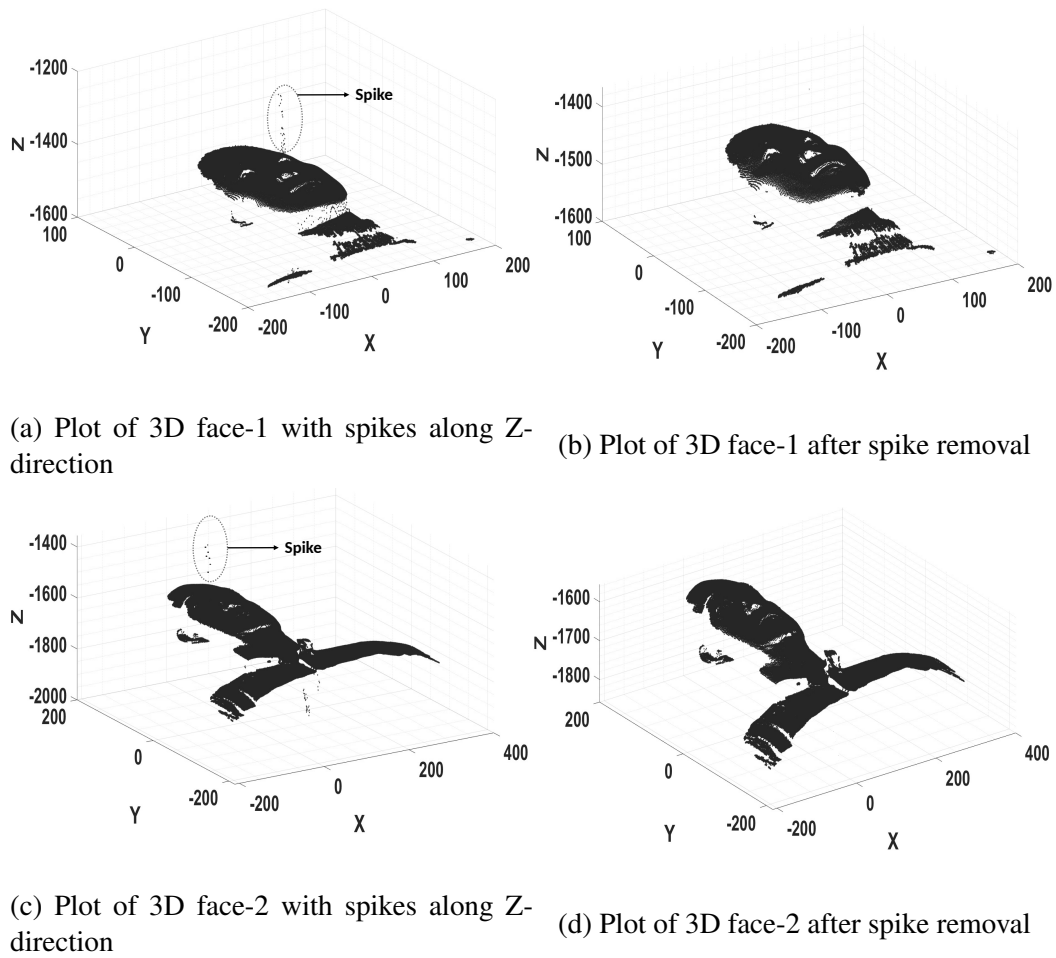 -1200
Spike
-1400
Z
-1600
100
0
-100
-200
Y
-200
-100
0
100
200
X
-1400
Z
-1500
-1600
100
0
-100
-200
Y
-200
-100
0
100
200
X
(a) Plot of 3D face-1 with spikes along Z-
direction
(b) Plot of 3D face-1 after spike removal
-1400
Spike
-1600
Z
-1800
-2000
200
0
-200
Y
-200
0
200
400
X
-1600
Z
-1700
-1800
200
0
-200
Y
-200
0
200
400
X
(c) Plot of 3D face-2 with spikes along Z-
direction
(d) Plot of 3D face-2 after spike removal